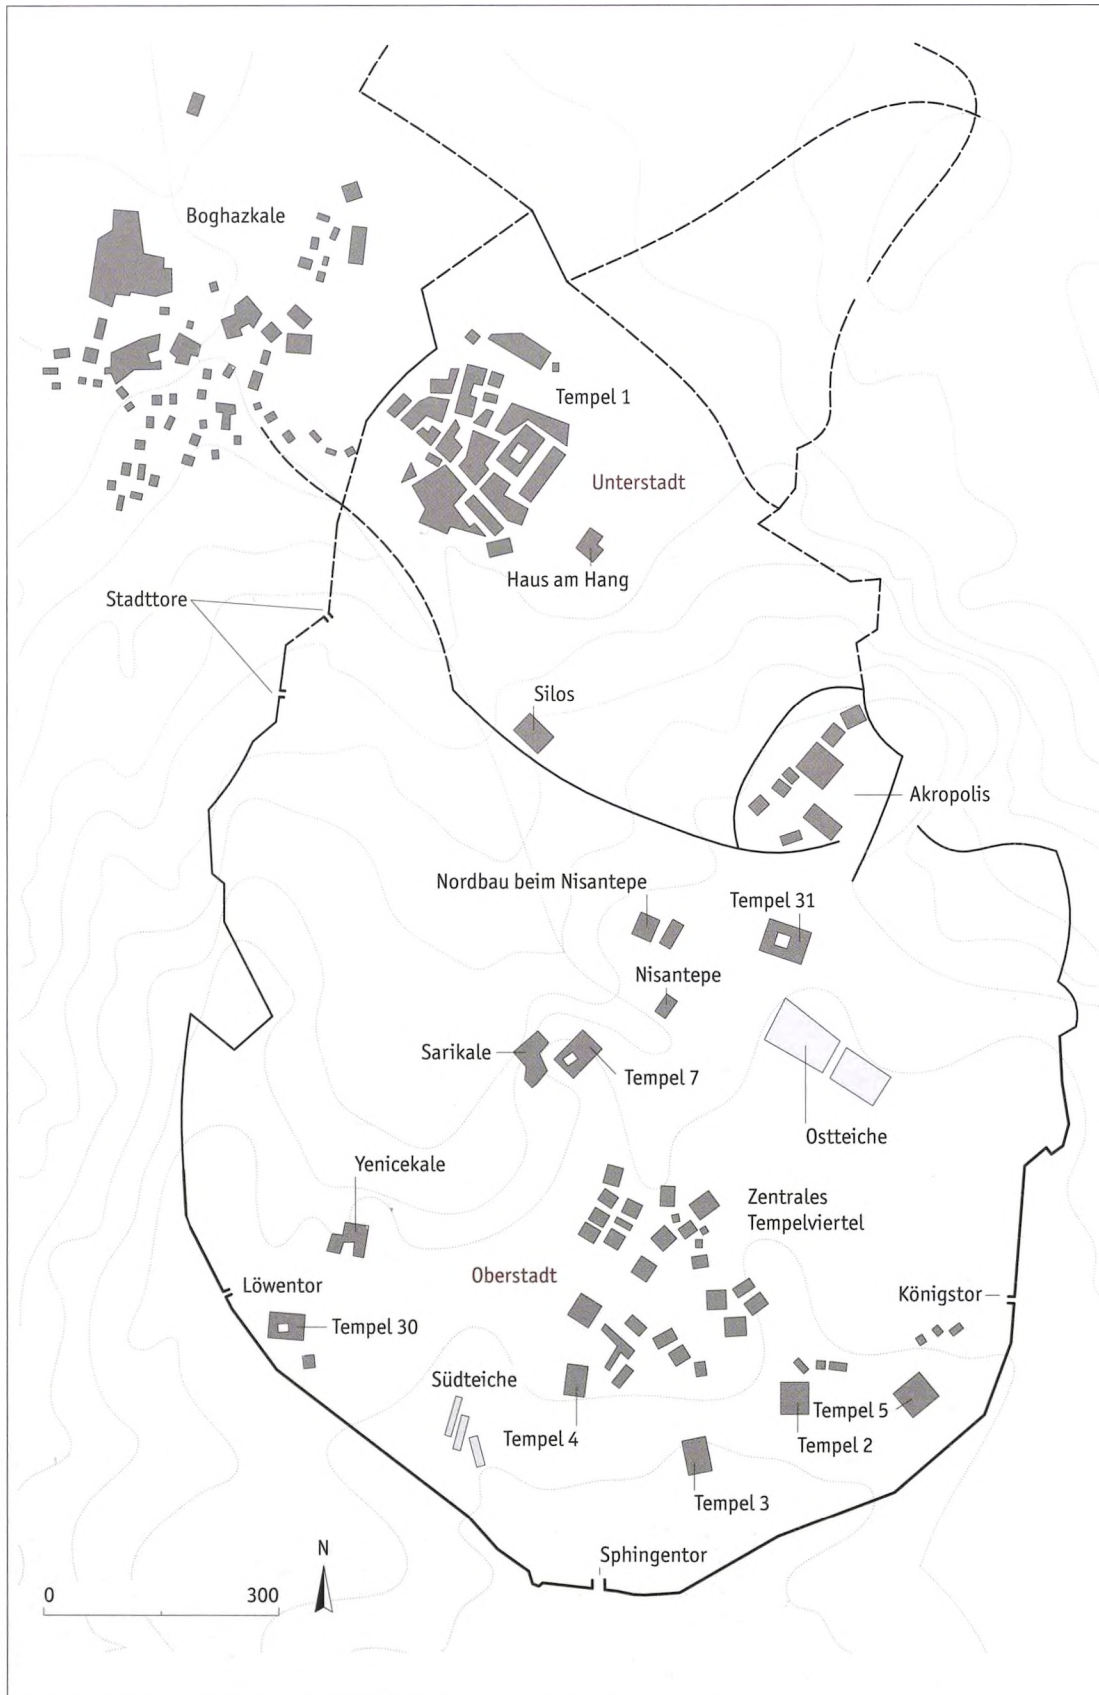 Boghazkale
Tempel 1
Unterstadt
Haus am Hang
Stadttore
Silos
Akropolis
Nordbau beim Nisantepe
Tempel 31
Nisantepe
Sarikale
Tempel 7
Ostteiche
Yenicekale
Zentrales
Tempelviertel
Oberstadt
Löwentor
Königstor
Tempel 30
Südteiche
Tempel 5
Tempel 4
Tempel 2
Tempel 3
Sphingentor
N
0 300